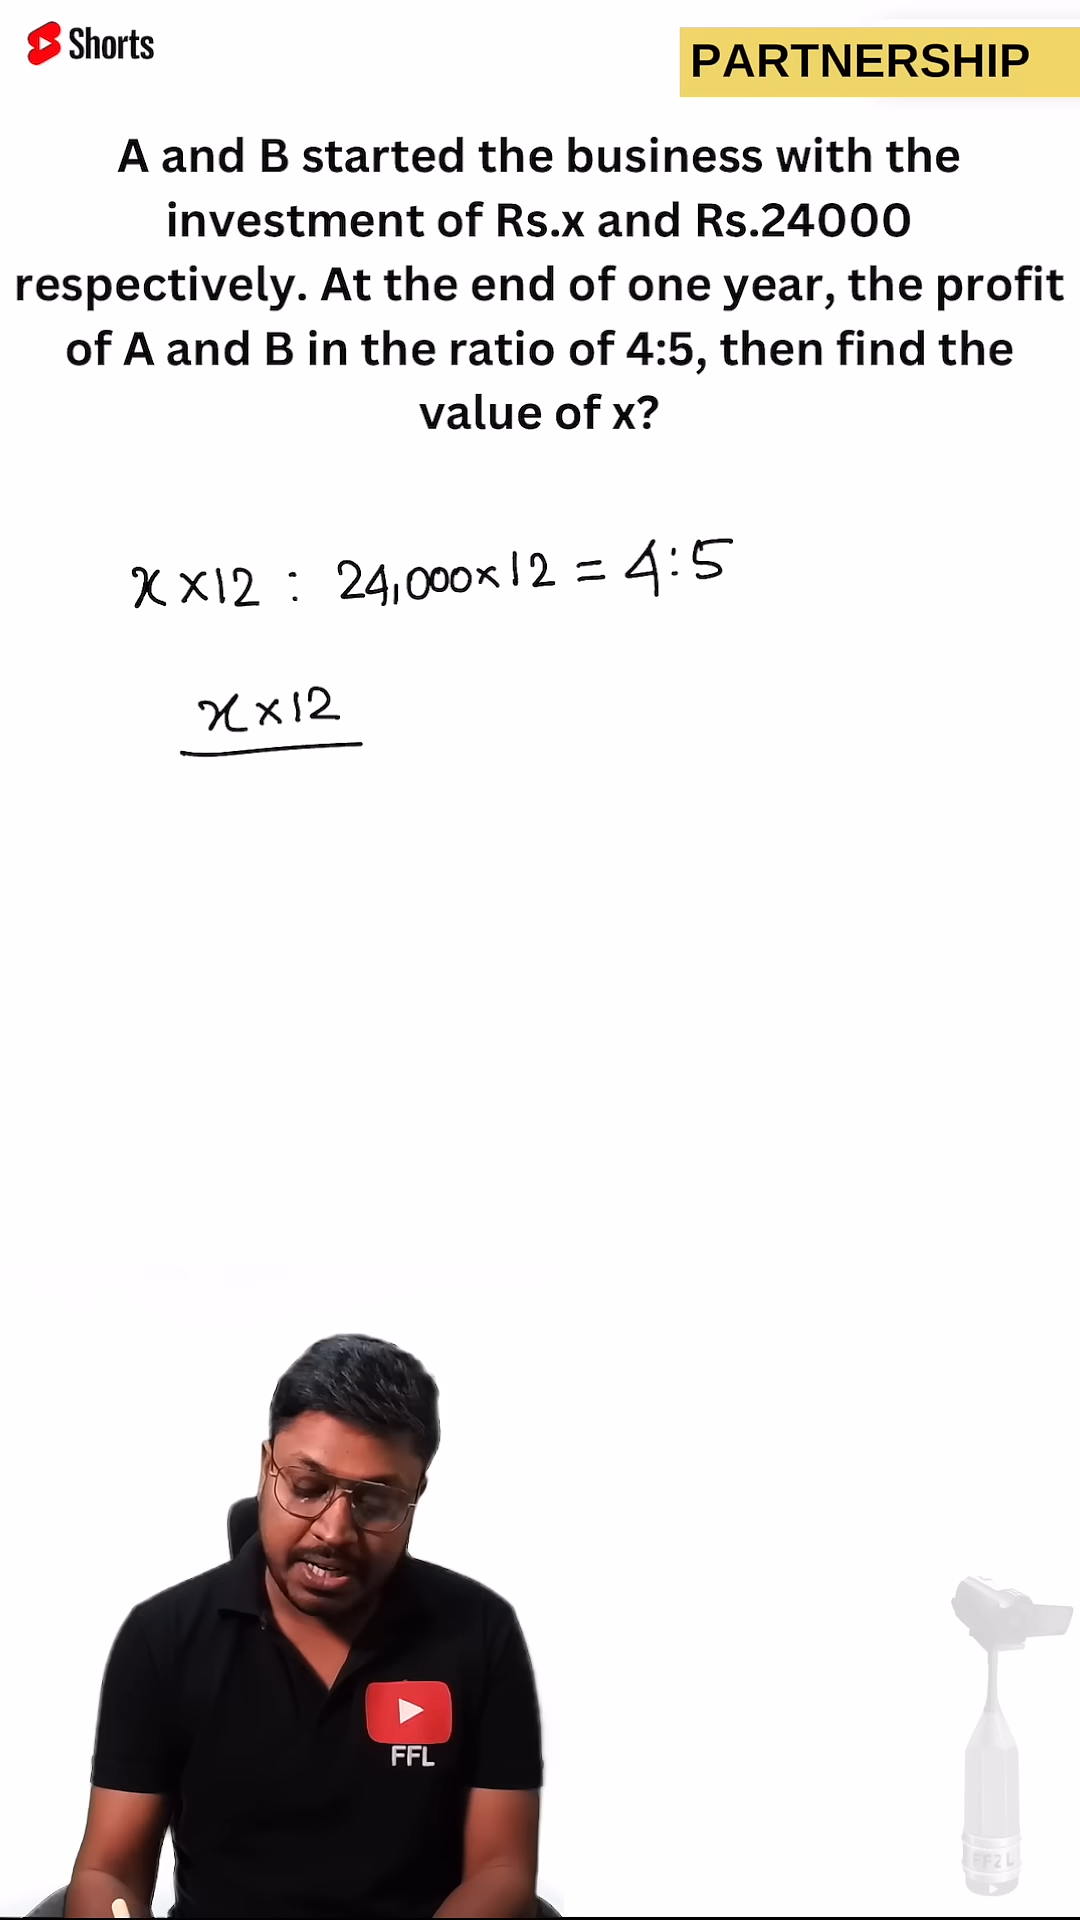 Shorts
PARTNERSHIP
A and B started the business with the
investment of Rs.x and Rs.24000
respectively. At the end of one year, the profit
of A and B in the ratio of 4:5, then find the
value of x?
x×12 : 24,000×12 = 4:5
x×12
FFL
FF2L